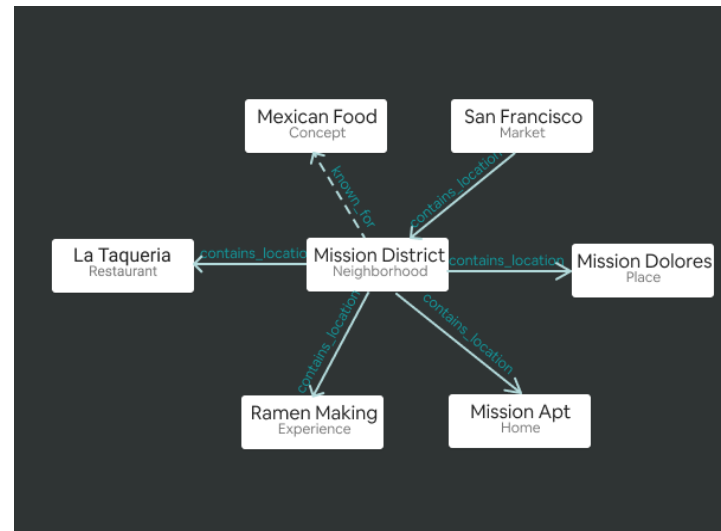 Mexican Food
Concept
San Francisco
Market
known_for
contains_location
La Taqueria
Restaurant
contains_location
Mission District
Neighborhood
contains_location
Mission Dolores
Place
contains_location
contains_location
Ramen Making
Experience
Mission Apt
Home